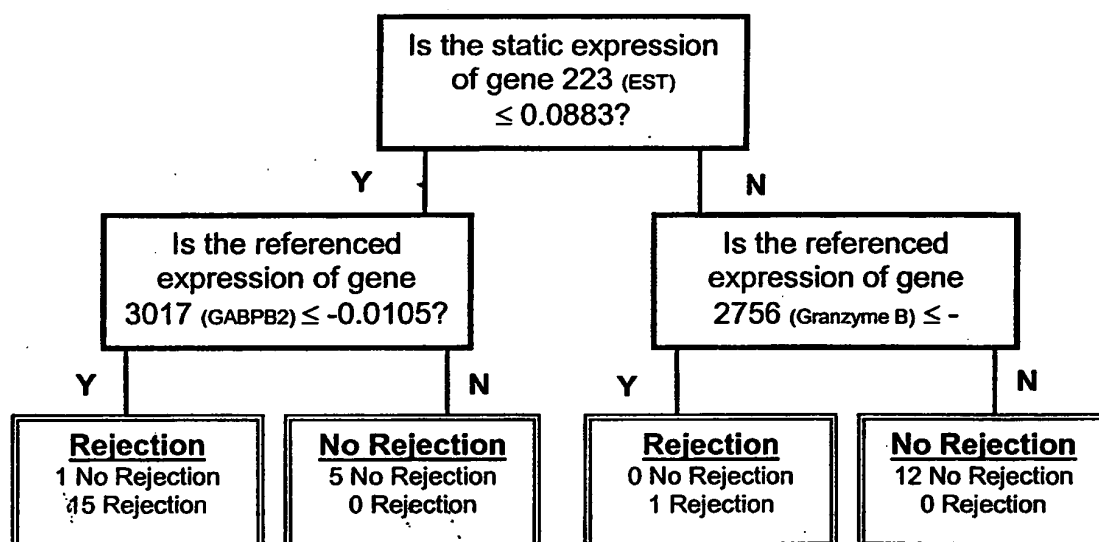 Is the static expression
of gene 223 (EST)
≤ 0.0883?
Y
N
Is the referenced
expression of gene
3017 (GABPB2) ≤ -0.0105?
Is the referenced
expression of gene
2756 (Granzyme B) ≤ -
Y
N
Y
N
Rejection
1 No Rejection
15 Rejection
No Rejection
5 No Rejection
0 Rejection
Rejection
0 No Rejection
1 Rejection
No Rejection
12 No Rejection
0 Rejection